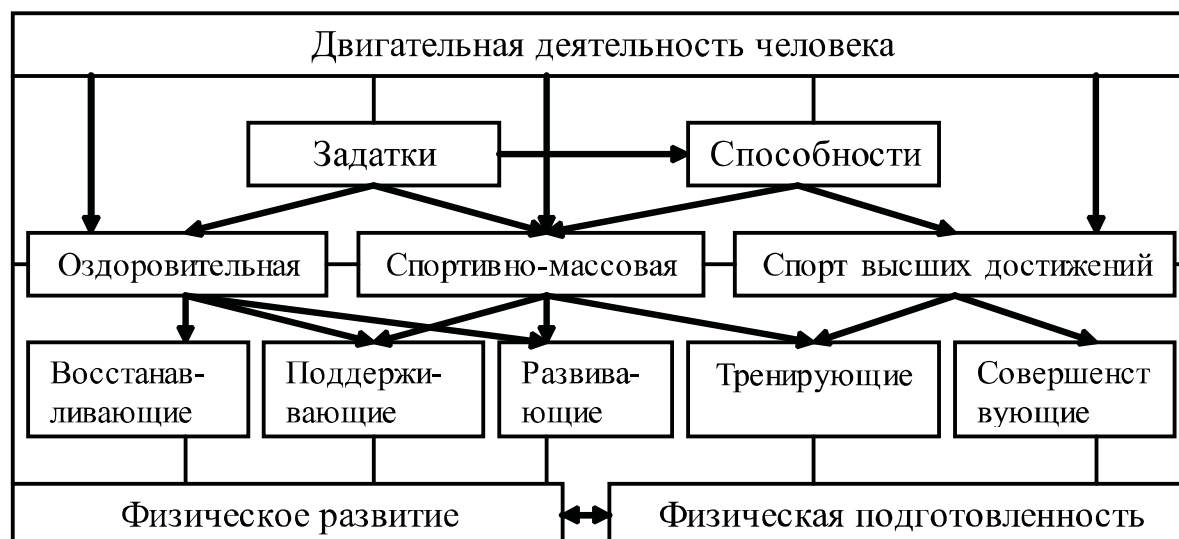 Двигательная деятельность человека
Задатки
Способности
Оздоровительная
Спортивно-массовая
Спорт высших достижений
Восстанав-
ливающие
Поддержи-
вающие
Развива-
ющие
Тренирующие
Совершенст
вующие
Физическое развитие
Физическая подготовленность